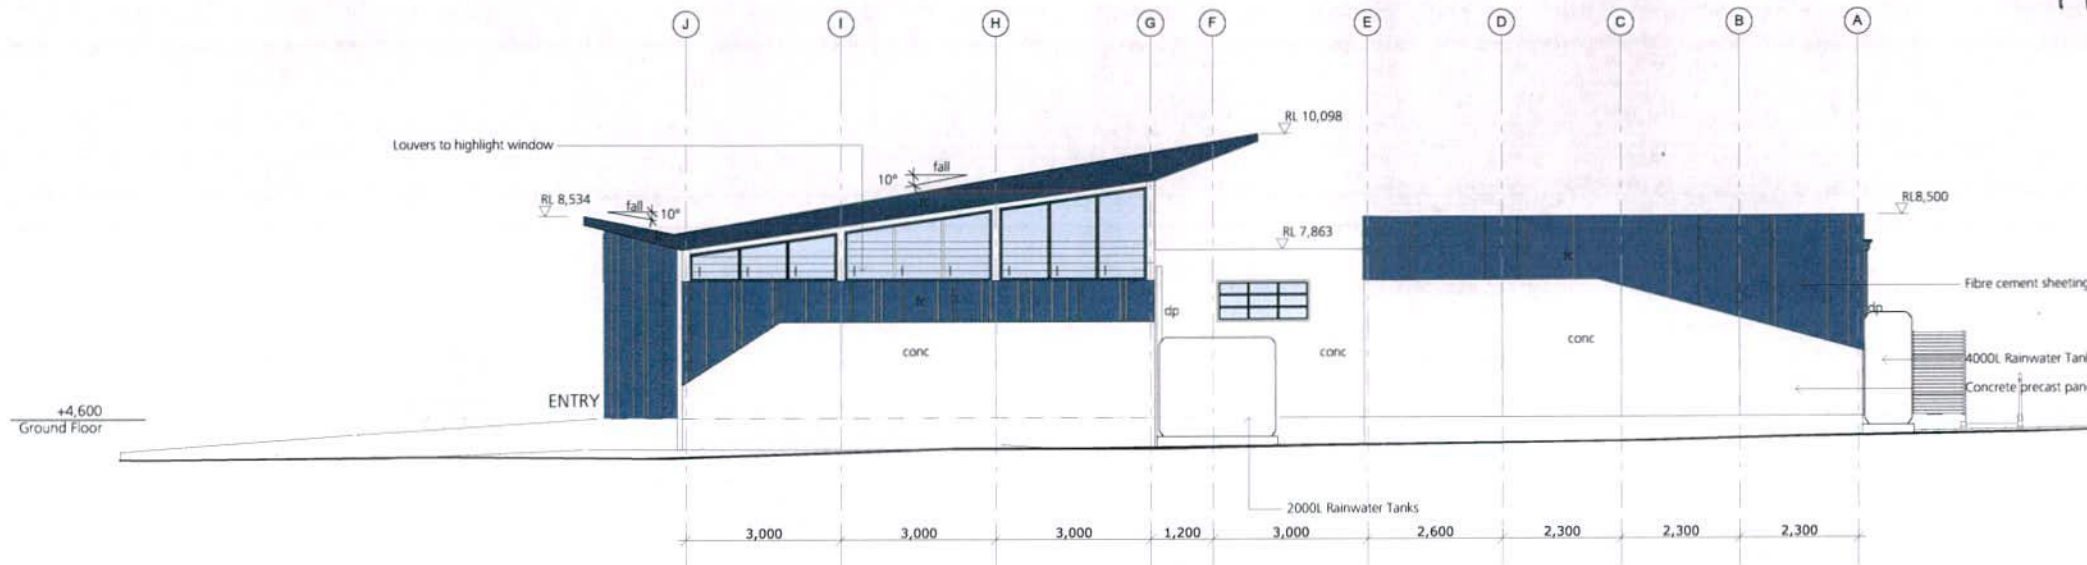 J I H G F E D C B A
RL 10,098
Louvers to highlight window
fall
10°
RL 8,534
fall
10°
RL8,500
RL 7,863
fc
fc
Fibre cement sheeting
dp
dp
conc
conc
conc
4000L Rainwater Tank
Concrete precast pan
ENTRY
+4,600
Ground Floor
2000L Rainwater Tanks
3,000 3,000 3,000 1,200 3,000 2,600 2,300 2,300 2,300